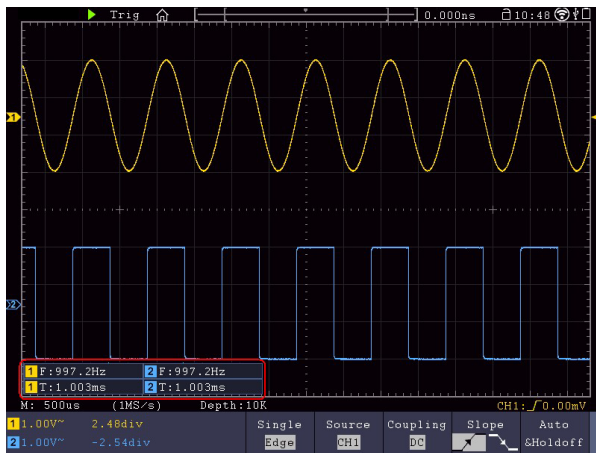 Trig 0.000ns 10:48
1
2
1 F:997.2Hz 2 F:997.2Hz
1 T:1.003ms 2 T:1.003ms
M: 500us (1MS/s) Depth:10K CH1: 0.00mV
1 1.00V~ 2.48div Single Source Coupling Slope Auto
2 1.00V~ -2.54div Edge CH1 DC &Holdoff